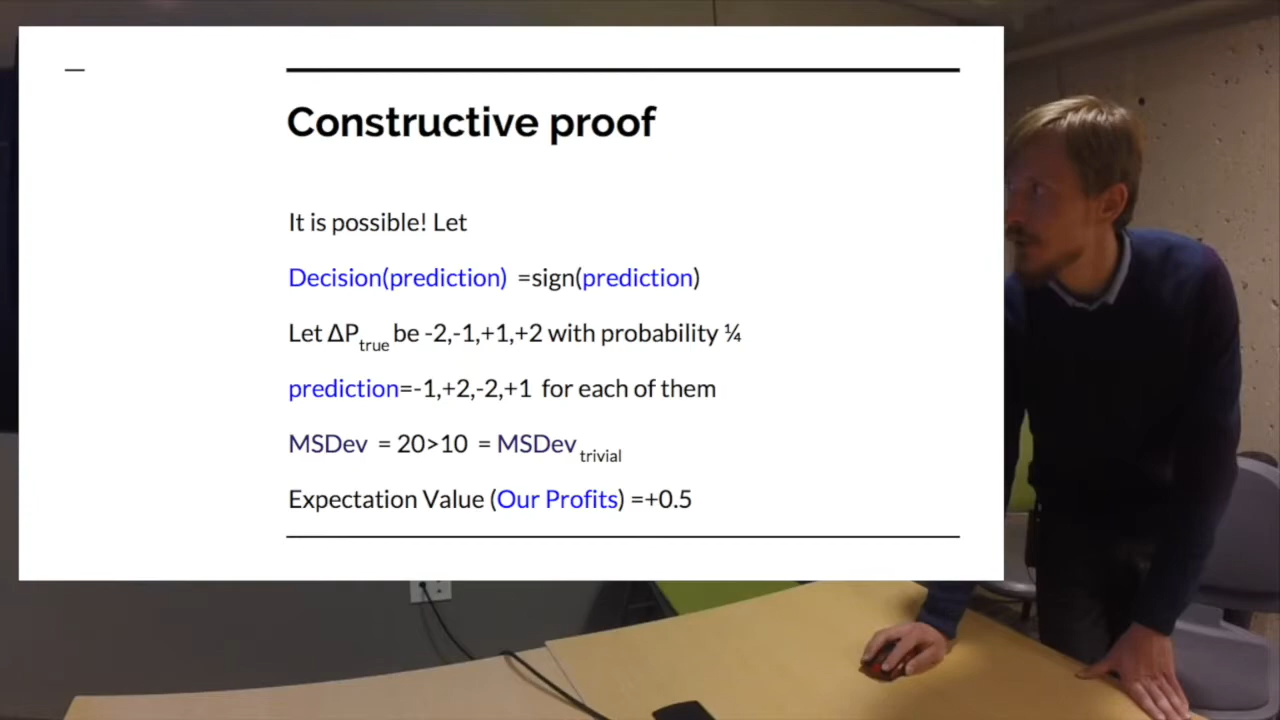 Constructive proof
It is possible! Let
Decision(prediction) =sign(prediction)
Let ΔPtrue be -2,-1,+1,+2 with probability ¼
prediction=-1,+2,-2,+1 for each of them
MSDev = 20>10 = MSDevtrivial
Expectation Value (Our Profits) =+0.5